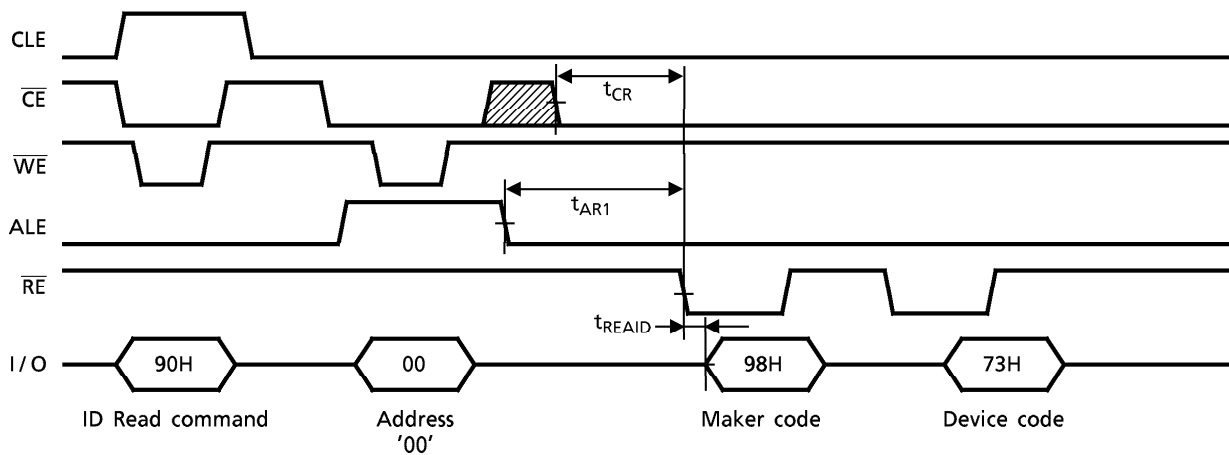 CLE
CE
tCR
WE
tAR1
ALE
RE
tREAID
I/O 90H 00 98H 73H
ID Read command Address Maker code Device code
'00'